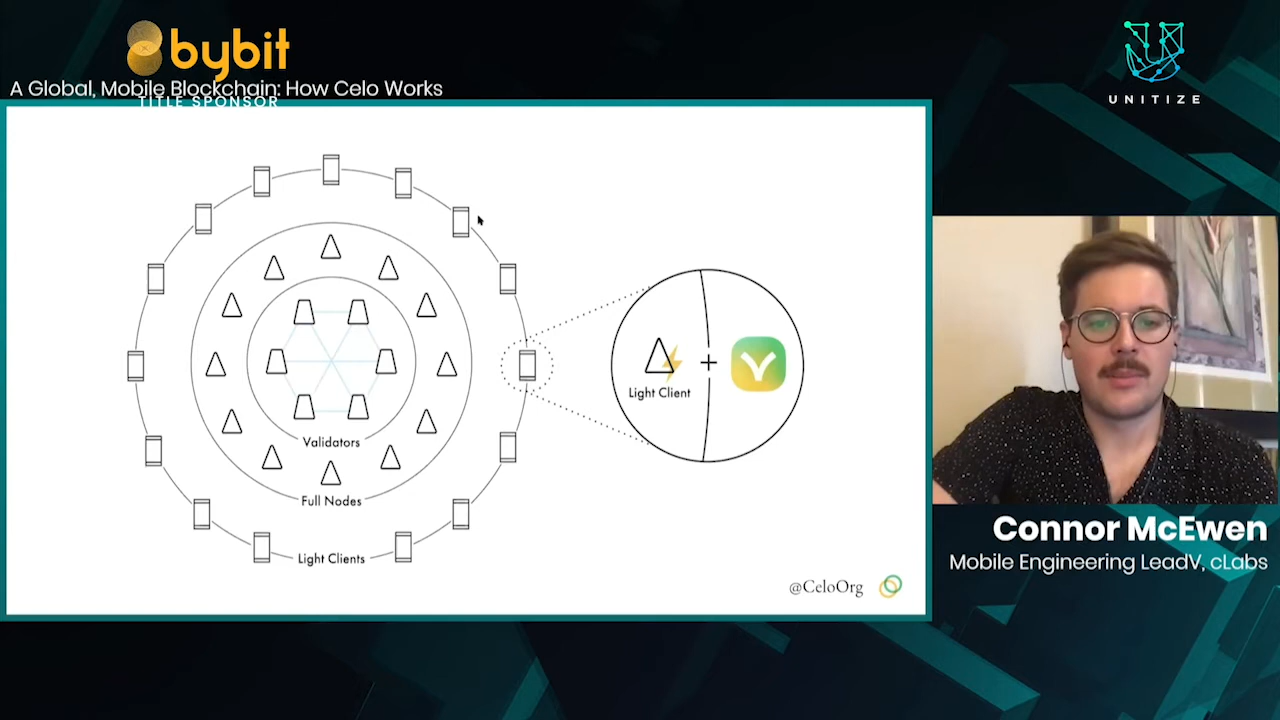 bybit
A Global, Mobile Blockchain: How Celo Works
TITLE SPONSOR
UNITIZE
Light Client
+
Validators
Full Nodes
Light Clients
@CeloOrg
Connor McEwen
Mobile Engineering LeadV, cLabs